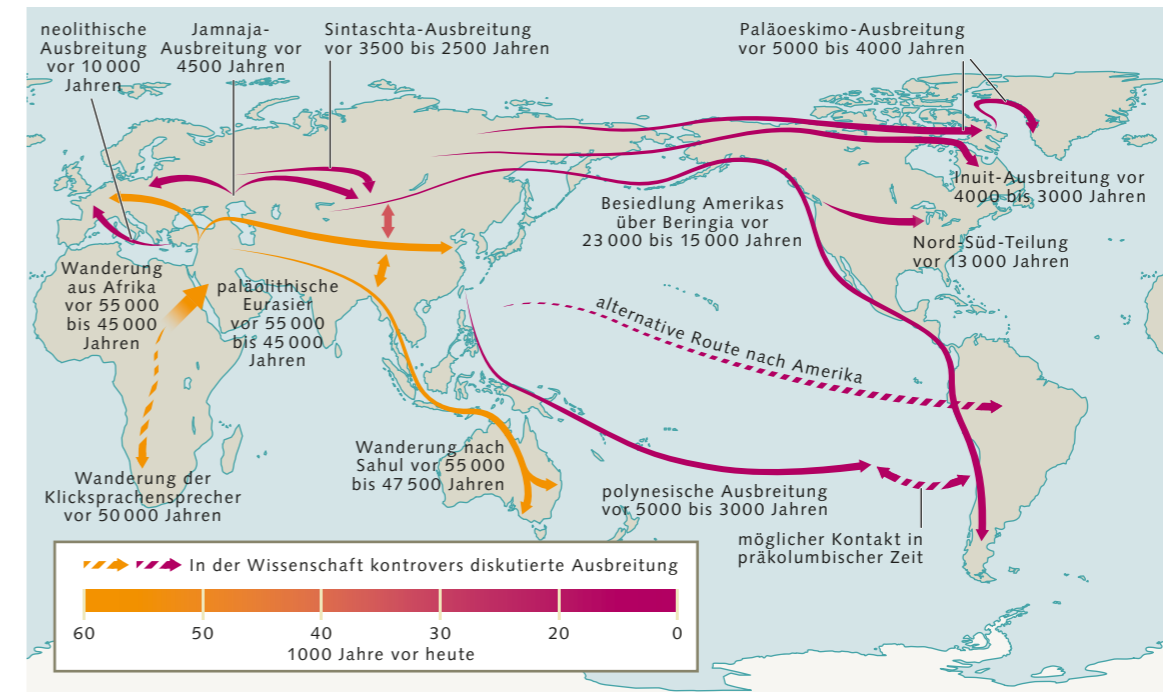 neolithische
Ausbreitung
vor 10 000
Jahren
Jamnaja-
Ausbreitung vor
4500 Jahren
Sintaschta-Ausbreitung
vor 3500 bis 2500 Jahren
Paläoeskimo-Ausbreitung
vor 5000 bis 4000 Jahren
Inuit-Ausbreitung vor
4000 bis 3000 Jahren
Besiedlung Amerikas
über Beringia vor
23 000 bis 15 000 Jahren
Nord-Süd-Teilung
vor 13 000 Jahren
Wanderung
aus Afrika
vor 55 000
bis 45 000
Jahren
paläolithische
Eurasier
vor 55 000
bis 45 000
Jahren
alternative Route nach Amerika
Wanderung nach
Sahul vor 55 000
bis 47 500 Jahren
Wanderung der
Klicksprachensprecher
vor 50 000 Jahren
polynesische Ausbreitung
vor 5000 bis 3000 Jahren
möglicher Kontakt in
präkolumbischer Zeit
In der Wissenschaft kontrovers diskutierte Ausbreitung
60 50 40 30 20 0
1000 Jahre vor heute